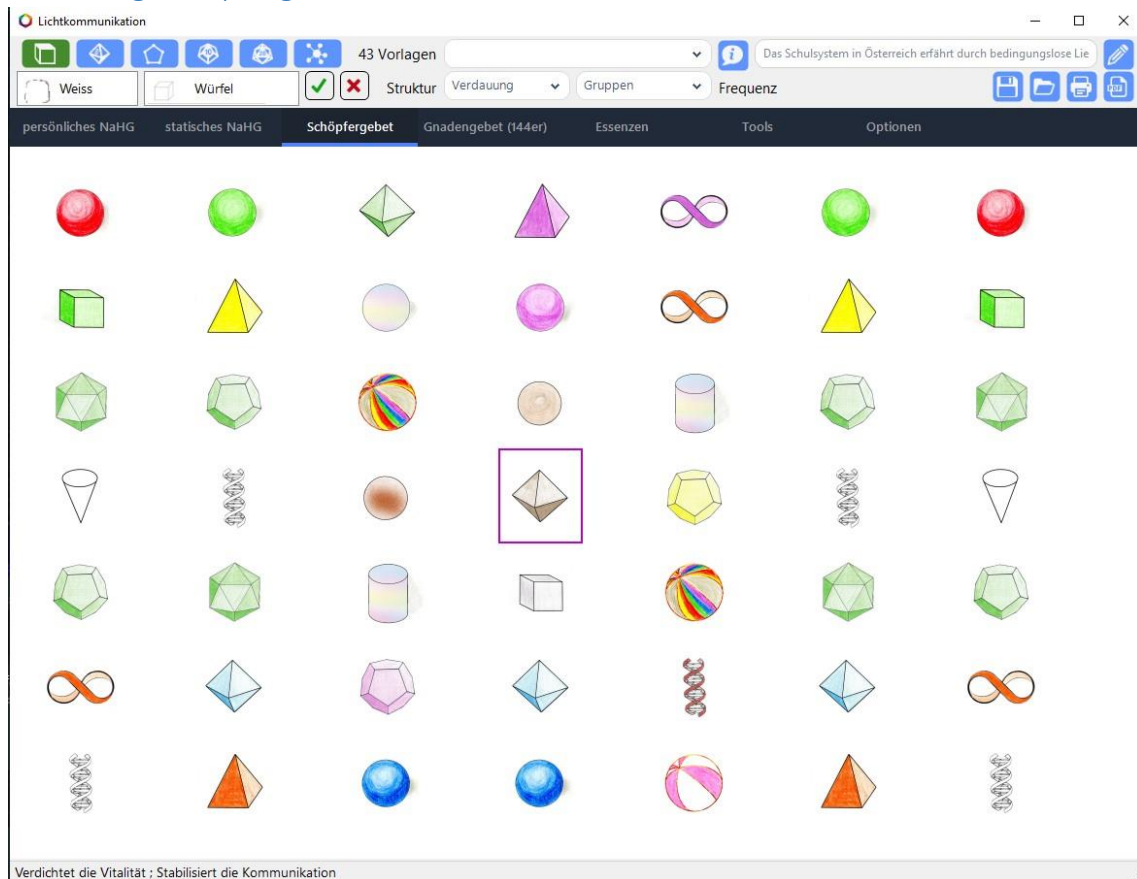 Lichtkommunikation
43 Vorlagen
Das Schulsystem in Österreich erfährt durch bedingungslose Lie
Weiss
Würfel
Struktur
Verdauung
Gruppen
Frequenz
persönliches NaHG
statisches NaHG
Schöpfergebet
Gnadengebet (144er)
Essenzen
Tools
Optionen
Verdichtet die Vitalität ; Stabilisiert die Kommunikation